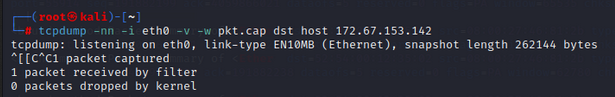 ┌──(root㉿kali)-[~]
└─# tcpdump -nn -i eth0 -v -w pkt.cap dst host 172.67.153.142
tcpdump: listening on eth0, link-type EN10MB (Ethernet), snapshot length 262144 bytes
^[[C^C1 packet captured
1 packet received by filter
0 packets dropped by kernel